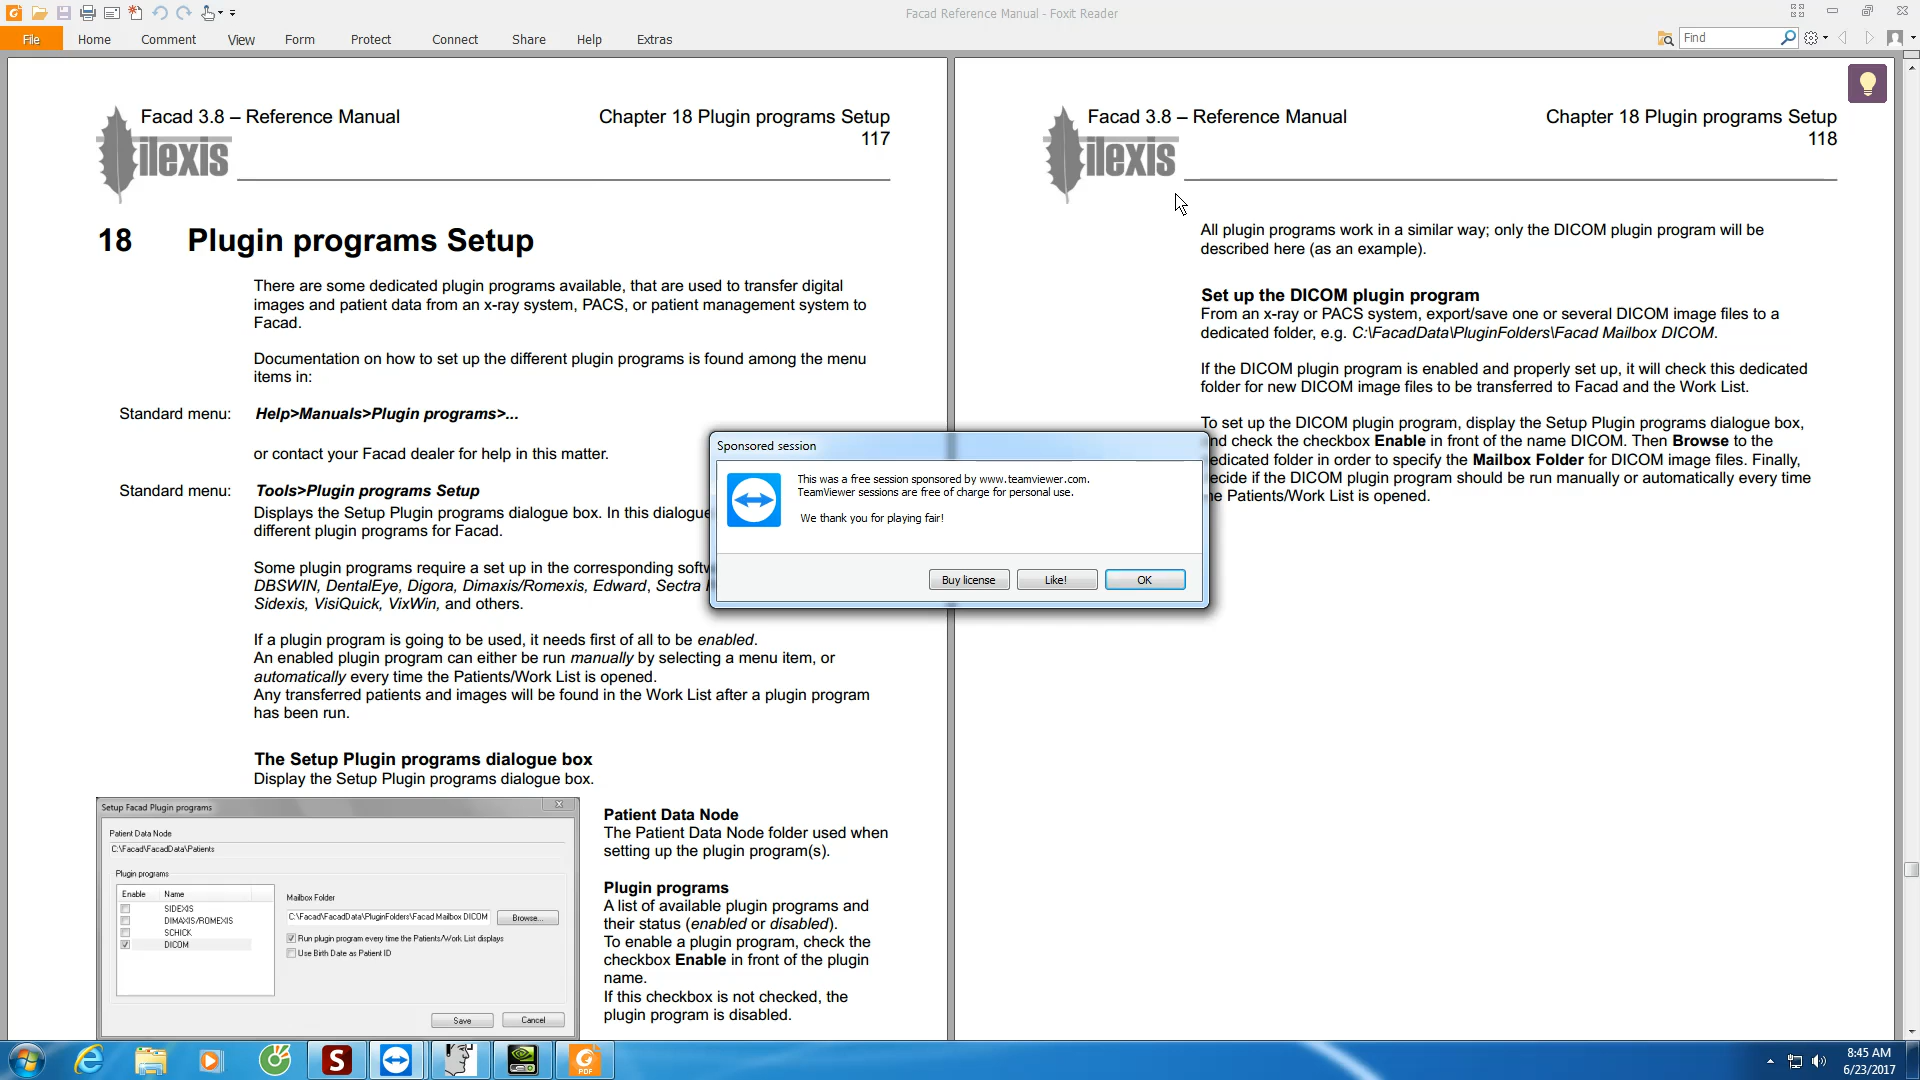 Facad Reference Manual - Foxit Reader
File
Home
Comment
View
Form
Protect
Connect
Share
Help
Extras
Find
Facad 3.8 – Reference Manual
Chapter 18 Plugin programs Setup
117
ilexis
18 Plugin programs Setup
There are some dedicated plugin programs available, that are used to transfer digital
images and patient data from an x-ray system, PACS, or patient management system to
Facad.
Documentation on how to set up the different plugin programs is found among the menu
items in:
Standard menu: Help>Manuals>Plugin programs>...
or contact your Facad dealer for help in this matter.
Standard menu: Tools>Plugin programs Setup
Displays the Setup Plugin programs dialogue box. In this dialogue
different plugin programs for Facad.
Some plugin programs require a set up in the corresponding softw
DBSWIN, DentalEye, Digora, Dimaxis/Romexis, Edward, Sectra
Sidexis, VisiQuick, VixWin, and others.
If a plugin program is going to be used, it needs first of all to be enabled.
An enabled plugin program can either be run manually by selecting a menu item, or
automatically every time the Patients/Work List is opened.
Any transferred patients and images will be found in the Work List after a plugin program
has been run.
The Setup Plugin programs dialogue box
Display the Setup Plugin programs dialogue box.
Setup Facad Plugin programs
Patient Data Node
C:\Facad\FacadData\Patients
Plugin programs
Enable Name
SIDEXIS
DIMAXIS/ROMEXIS
SCHICK
DICOM
Mailbox Folder
C:\Facad\FacadData\PluginFolders\Facad Mailbox DICOM
Browse...
Run plugin program every time the Patients/Work List displays
Use Birth Date as Patient ID
Save
Cancel
Patient Data Node
The Patient Data Node folder used when
setting up the plugin program(s).
Plugin programs
A list of available plugin programs and
their status (enabled or disabled).
To enable a plugin program, check the
checkbox Enable in front of the plugin
name.
If this checkbox is not checked, the
plugin program is disabled.
Facad 3.8 – Reference Manual
Chapter 18 Plugin programs Setup
118
ilexis
All plugin programs work in a similar way; only the DICOM plugin program will be
described here (as an example).
Set up the DICOM plugin program
From an x-ray or PACS system, export/save one or several DICOM image files to a
dedicated folder, e.g. C:\FacadData\PluginFolders\Facad Mailbox DICOM.
If the DICOM plugin program is enabled and properly set up, it will check this dedicated
folder for new DICOM image files to be transferred to Facad and the Work List.
To set up the DICOM plugin program, display the Setup Plugin programs dialogue box,
and check the checkbox Enable in front of the name DICOM. Then Browse to the
dedicated folder in order to specify the Mailbox Folder for DICOM image files. Finally,
decide if the DICOM plugin program should be run manually or automatically every time
the Patients/Work List is opened.
Sponsored session
This was a free session sponsored by www.teamviewer.com.
TeamViewer sessions are free of charge for personal use.
We thank you for playing fair!
Buy license
Like!
OK
S
PDF
8:45 AM
6/23/2017